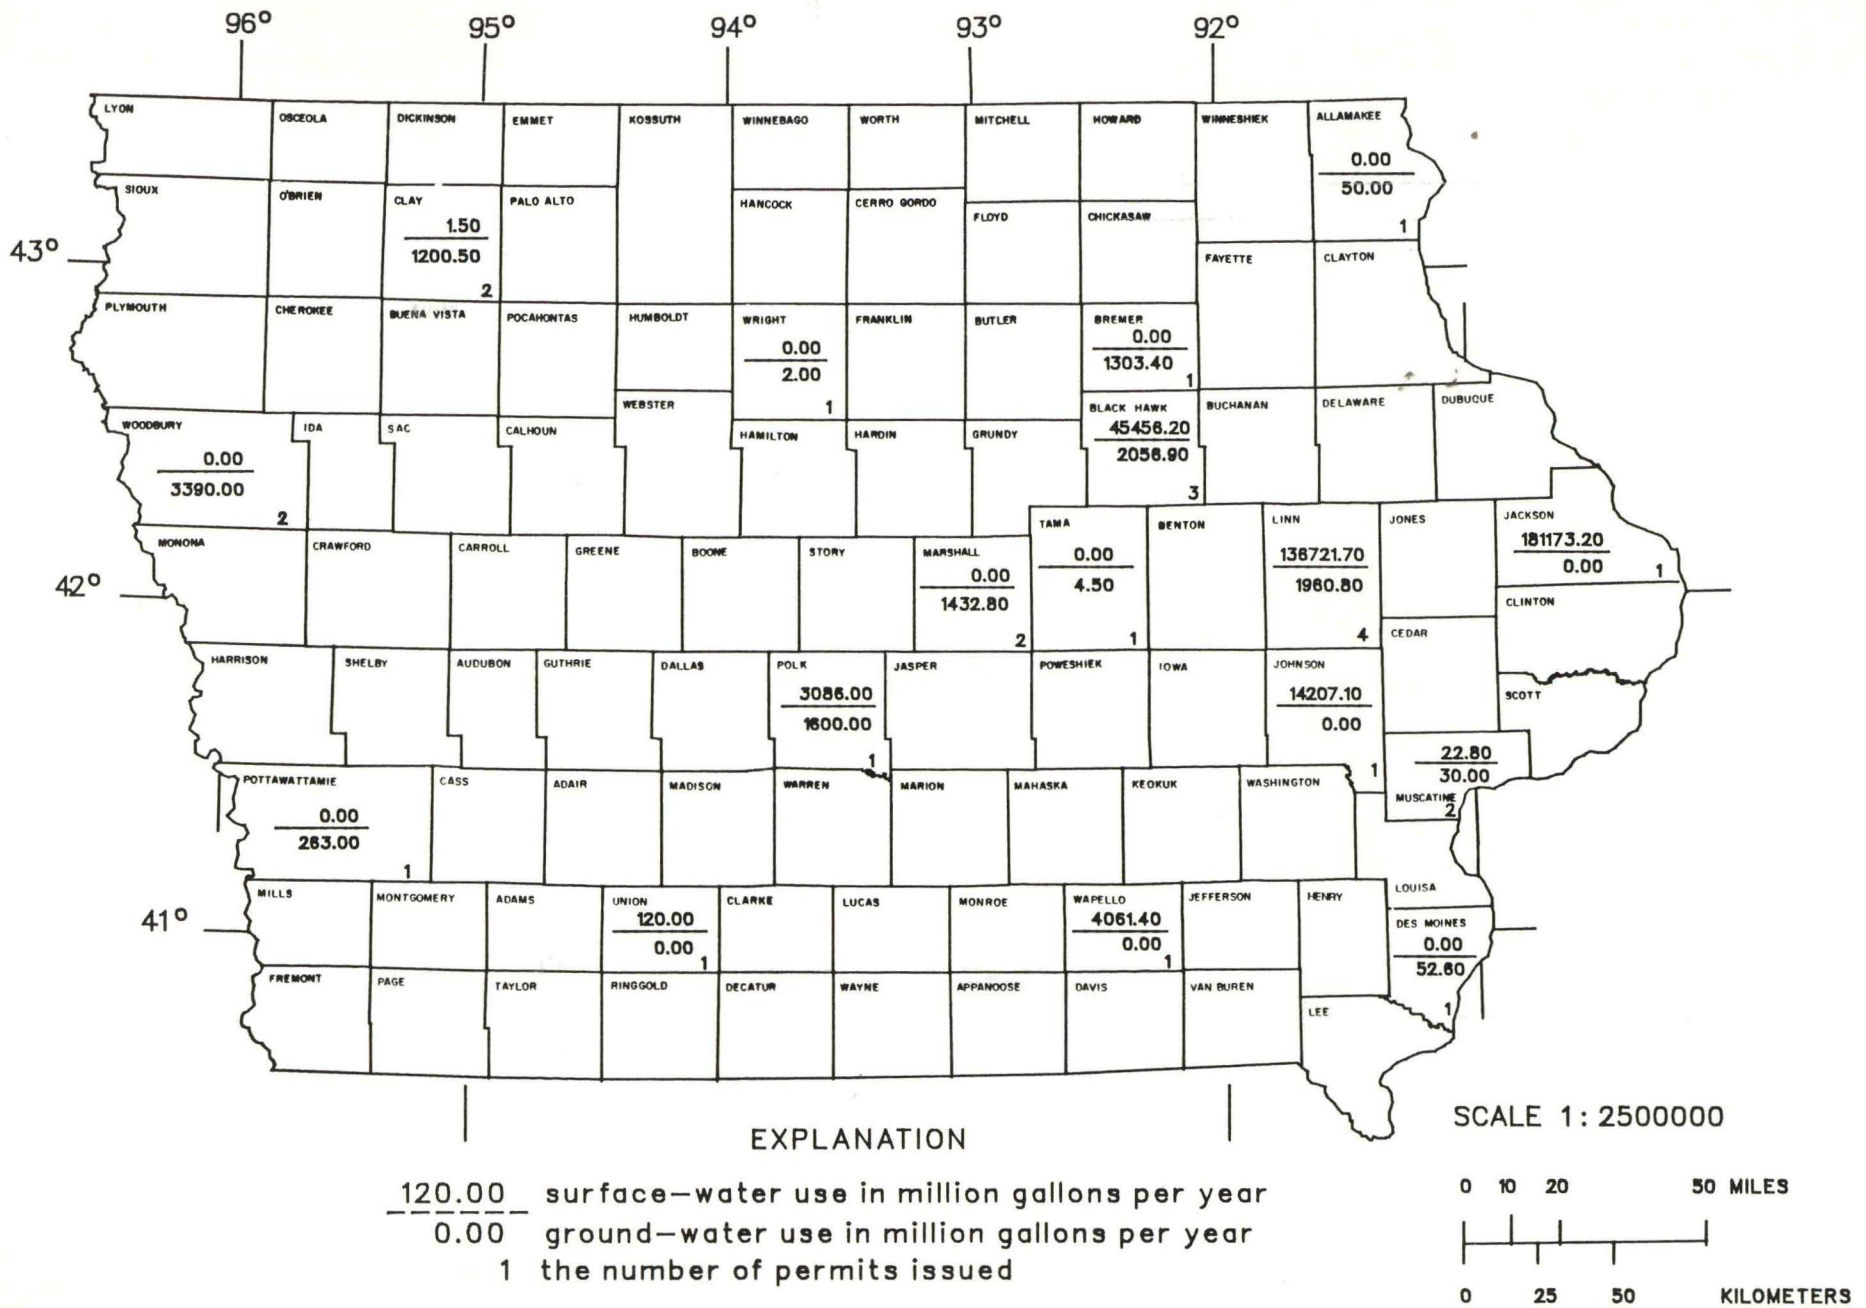 96° 95° 94° 93° 92°
LYON OSCEOLA DICKINSON EMMET KOSSUTH WINNEBAGO WORTH MITCHELL HOWARD WINNESHIEK ALLAMAKEE
0.00
50.00
1
SIOUX O'BRIEN CLAY PALO ALTO HANCOCK CERRO GORDO FLOYD CHICKASAW
1.50
1200.50
2
43°
FAYETTE CLAYTON
PLYMOUTH CHEROKEE BUENA VISTA POCAHONTAS HUMBOLDT WRIGHT FRANKLIN BUTLER BREMER
0.00
2.00
1
0.00
1303.40
1
WEBSTER BLACK HAWK BUCHANAN DELAWARE DUBUQUE
45456.20
2056.90
3
WOODBURY IDA SAC CALHOUN HAMILTON HARDIN GRUNDY
0.00
3390.00
2
TAMA BENTON LINN JONES JACKSON
0.00
4.50
1
136721.70
1960.80
4
181173.20
0.00
1
MONONA CRAWFORD CARROLL GREENE BOONE STORY MARSHALL
0.00
1432.80
2
42°
CLINTON
CEDAR
HARRISON SHELBY AUDUBON GUTHRIE DALLAS POLK JASPER POWESHIEK IOWA JOHNSON
3086.00
1600.00
1
14207.10
0.00
1
SCOTT
22.80
30.00
MUSCATINE
2
POTTAWATTAMIE CASS ADAIR MADISON WARREN MARION MAHASKA KEOKUK WASHINGTON
0.00
263.00
1
LOUISA
MILLS MONTGOMERY ADAMS UNION CLARKE LUCAS MONROE WAPELLO JEFFERSON HENRY
120.00
0.00
1
4061.40
0.00
1
41°
DES MOINES
0.00
52.60
1
FREMONT PAGE TAYLOR RINGGOLD DECATUR WAYNE APPANOOSE DAVIS VAN BUREN
LEE
EXPLANATION
120.00 surface-water use in million gallons per year
0.00 ground-water use in million gallons per year
1 the number of permits issued
SCALE 1:2500000
0 10 20 50 MILES
0 25 50 KILOMETERS